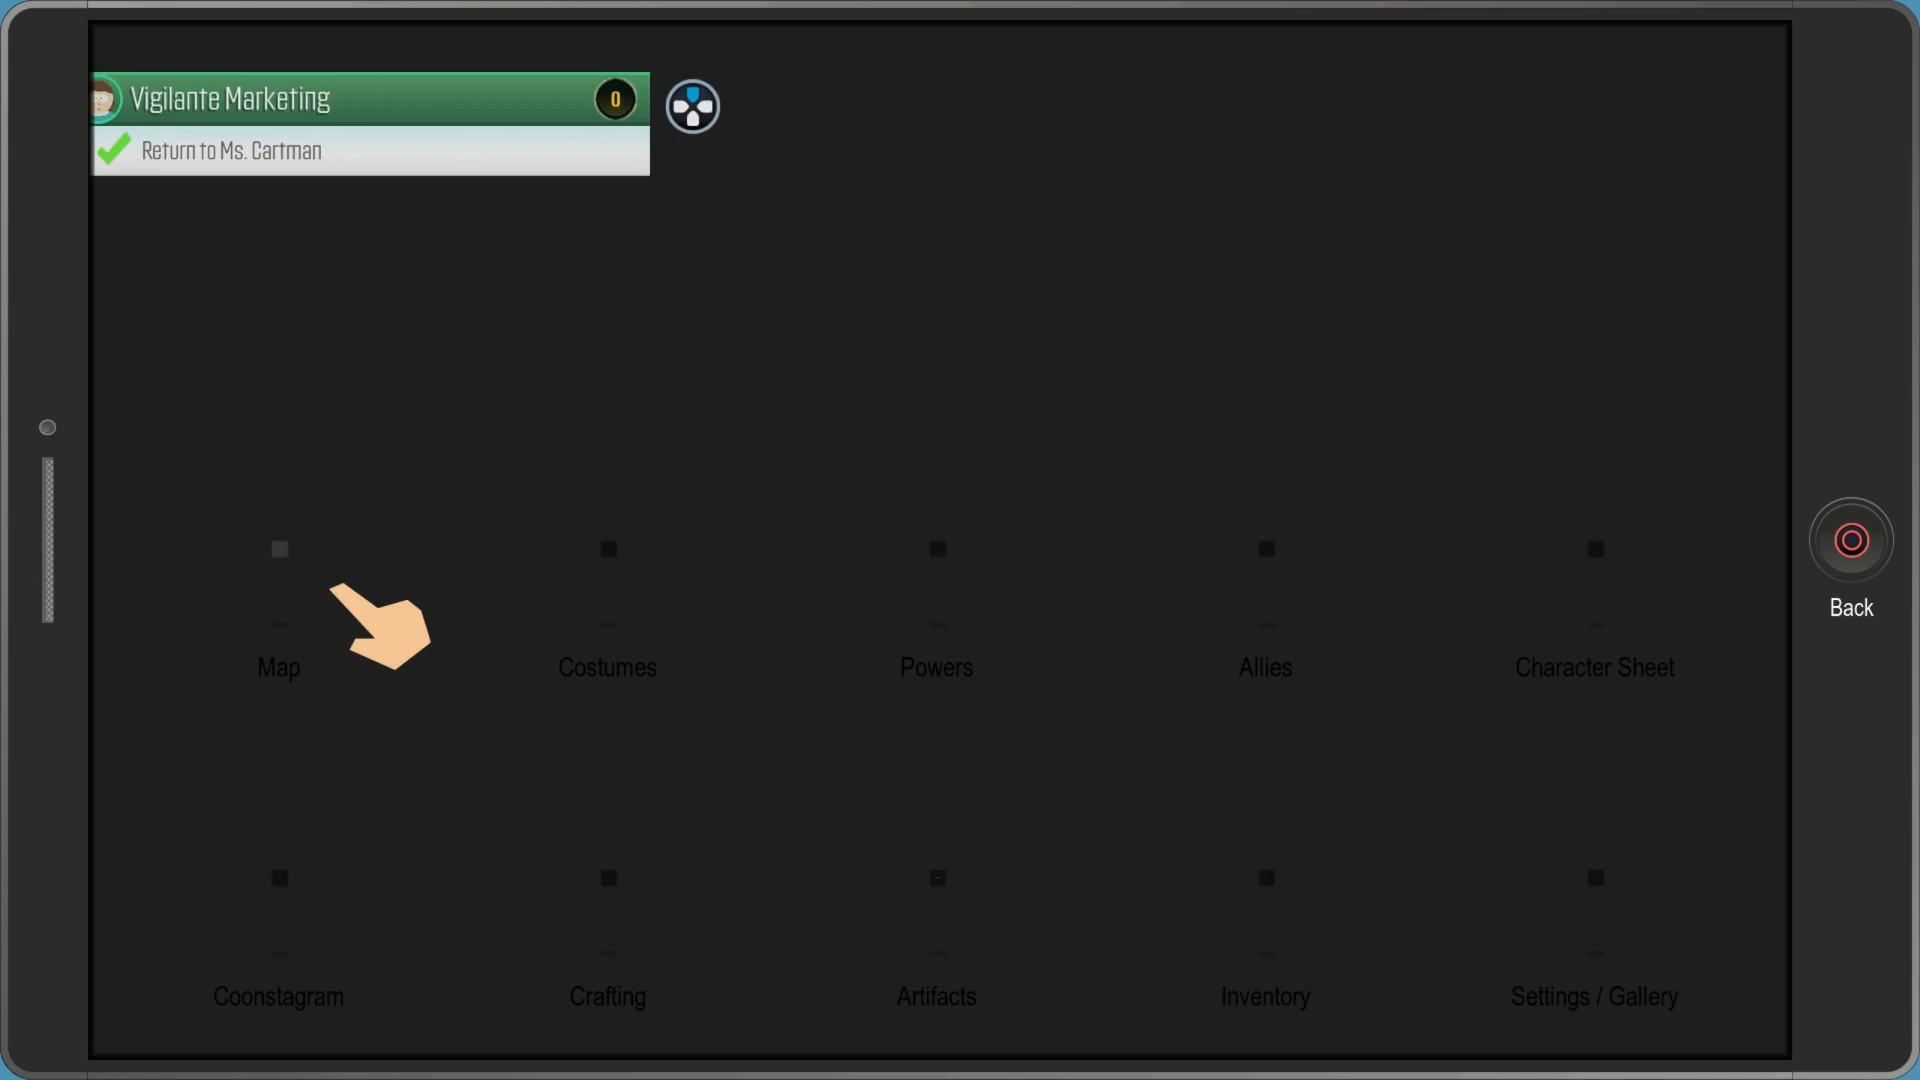 Vigilante Marketing
0
Return to Ms. Cartman
Back
Map
Costumes
Powers
Allies
Character Sheet
Coonstagram
Crafting
Artifacts
Inventory
Settings / Gallery